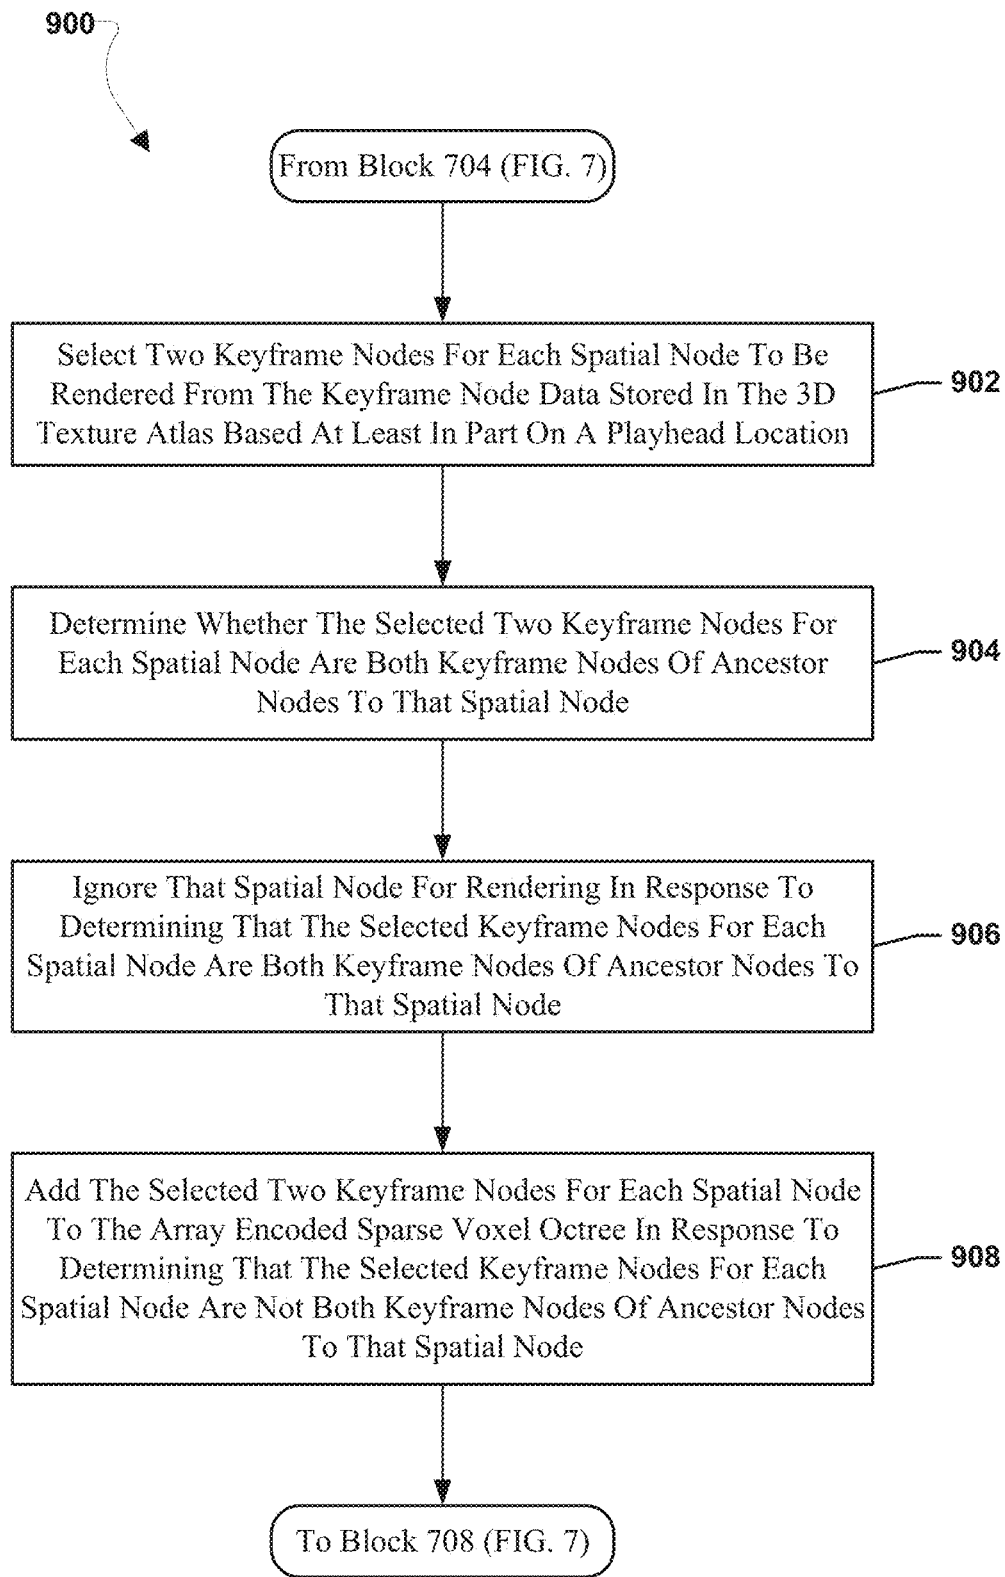 900
From Block 704 (FIG. 7)
Select Two Keyframe Nodes For Each Spatial Node To Be
Rendered From The Keyframe Node Data Stored In The 3D
Texture Atlas Based At Least In Part On A Playhead Location
902
Determine Whether The Selected Two Keyframe Nodes For
Each Spatial Node Are Both Keyframe Nodes Of Ancestor
Nodes To That Spatial Node
904
Ignore That Spatial Node For Rendering In Response To
Determining That The Selected Keyframe Nodes For Each
Spatial Node Are Both Keyframe Nodes Of Ancestor Nodes To
That Spatial Node
906
Add The Selected Two Keyframe Nodes For Each Spatial Node
To The Array Encoded Sparse Voxel Octree In Response To
Determining That The Selected Keyframe Nodes For Each
Spatial Node Are Not Both Keyframe Nodes Of Ancestor Nodes
To That Spatial Node
908
To Block 708 (FIG. 7)